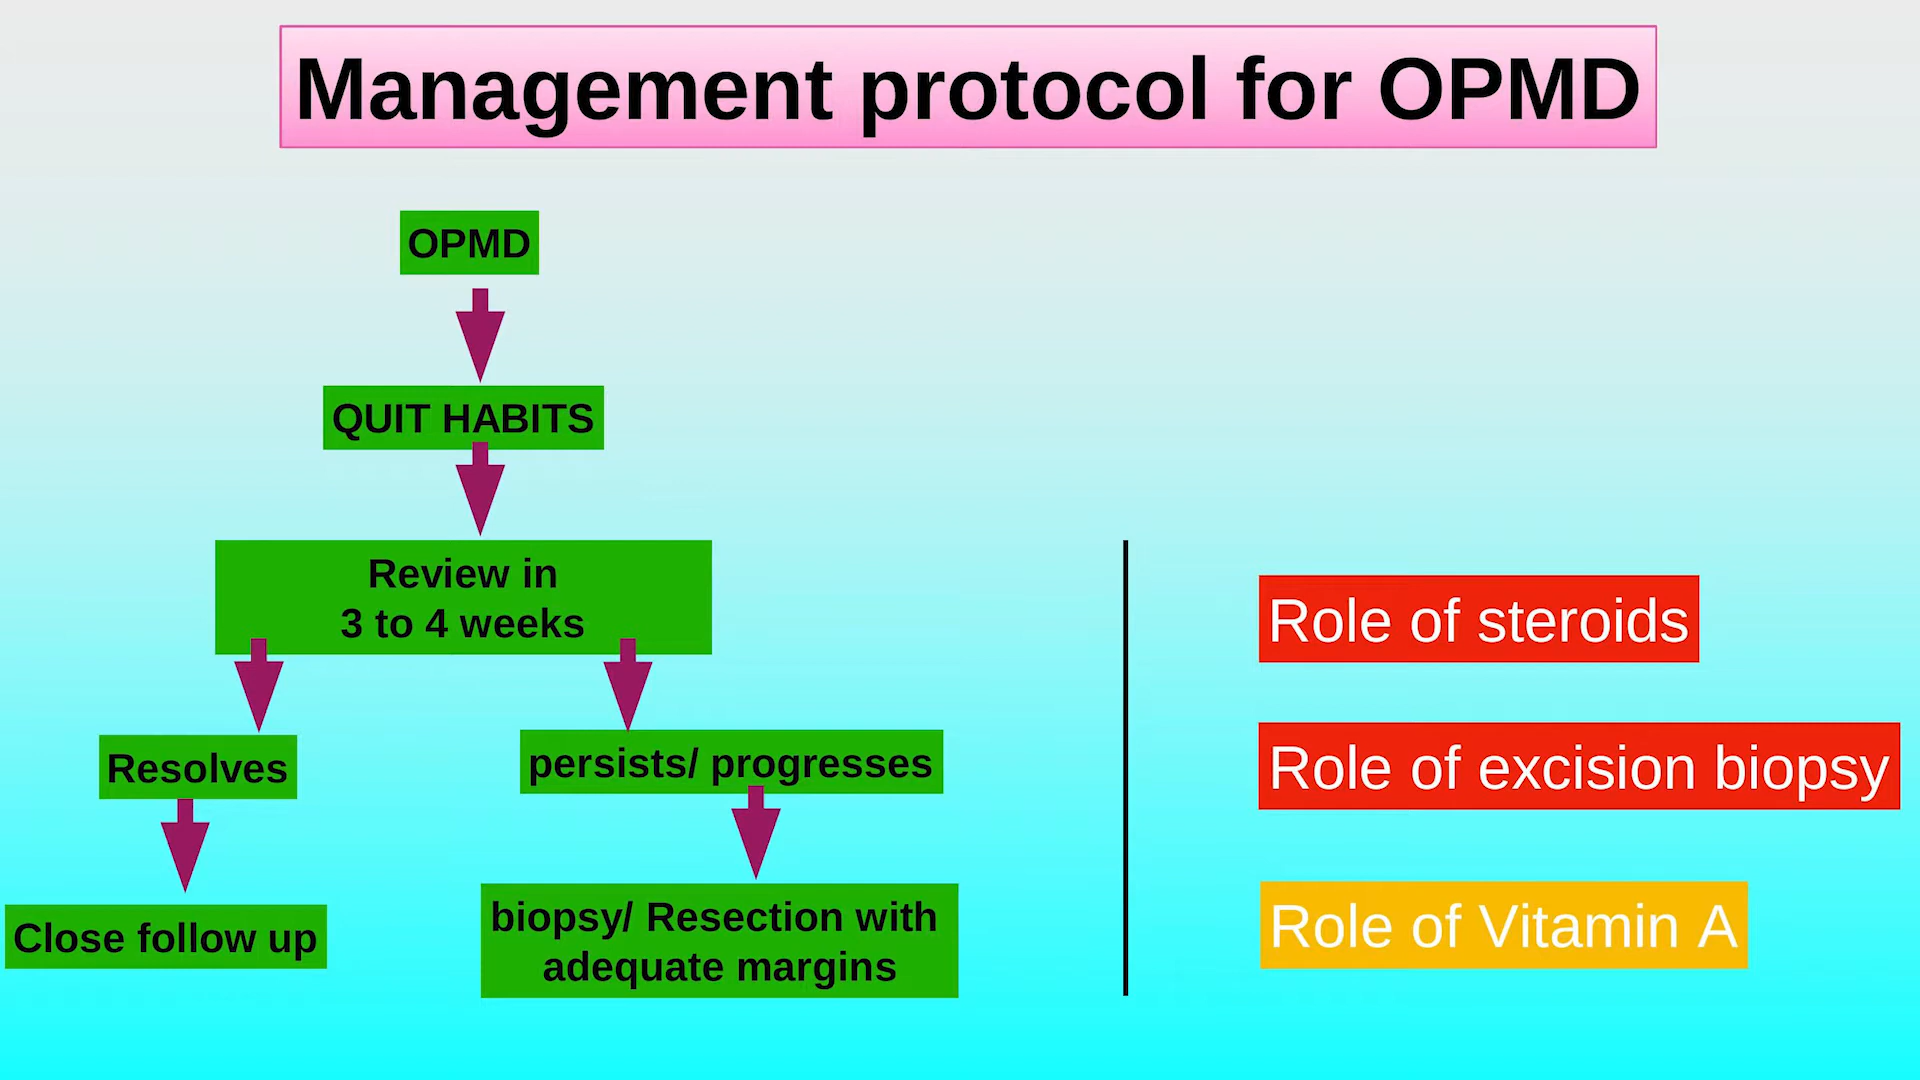 Management protocol for OPMD
OPMD
QUIT HABITS
Review in
3 to 4 weeks
Resolves
persists/ progresses
Close follow up
biopsy/ Resection with
adequate margins
Role of steroids
Role of excision biopsy
Role of Vitamin A